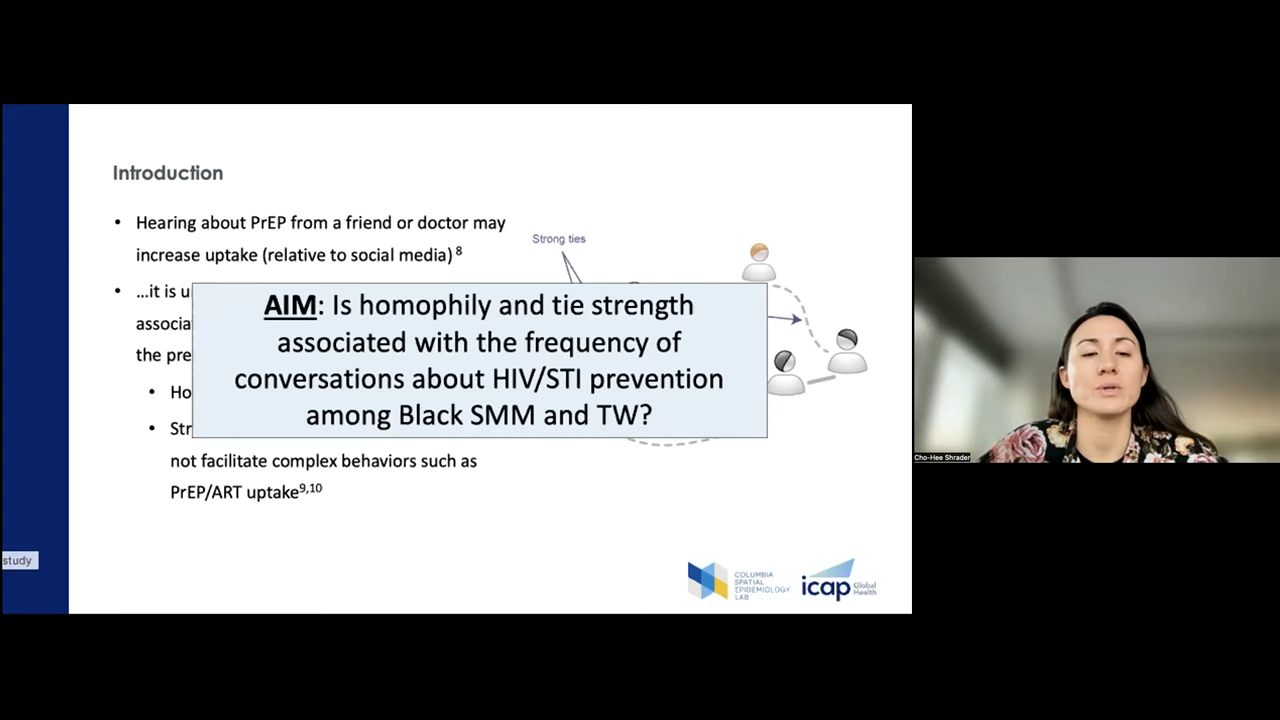 Introduction
• Hearing about PrEP from a friend or doctor may
increase uptake (relative to social media) 8
Strong ties
• …it is u
associa
the pre
• Ho
• Str
not facilitate complex behaviors such as
PrEP/ART uptake9,10
AIM: Is homophily and tie strength
associated with the frequency of
conversations about HIV/STI prevention
among Black SMM and TW?
study
COLUMBIA
SPATIAL
EPIDEMIOLOGY
LAB
icap Global
Health
Cho-Hee Shrader